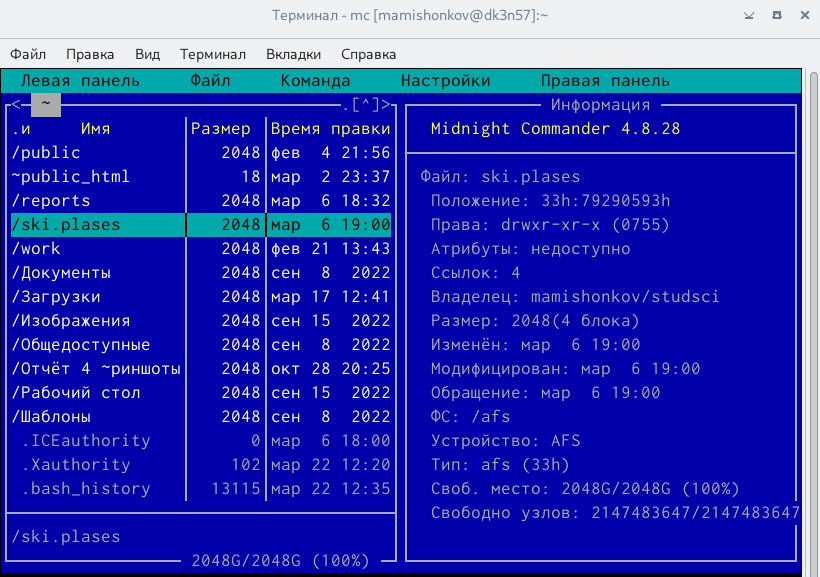 Терминал - mc [mamishonkov@dk3n57]:~
Файл Правка Вид Терминал Вкладки Справка
Левая панель Файл Команда Настройки Правая панель
<- ~ .[^]>
.и Имя Размер Время правки
/public 2048 фев 4 21:56
~public_html 18 мар 2 23:37
/reports 2048 мар 6 18:32
/ski.plases 2048 мар 6 19:00
/work 2048 фев 21 13:43
/Документы 2048 сен 8 2022
/Загрузки 2048 мар 17 12:41
/Изображения 2048 сен 15 2022
/Общедоступные 2048 сен 8 2022
/Отчёт 4 ~риншоты 2048 окт 28 20:25
/Рабочий стол 2048 сен 15 2022
/Шаблоны 2048 сен 8 2022
.ICEauthority 0 мар 6 18:00
.Xauthority 102 мар 22 12:20
.bash_history 13115 мар 22 12:35
/ski.plases
2048G/2048G (100%)
Информация
Midnight Commander 4.8.28
Файл: ski.plases
Положение: 33h:79290593h
Права: drwxr-xr-x (0755)
Атрибуты: недоступно
Ссылок: 4
Владелец: mamishonkov/studsci
Размер: 2048(4 блока)
Изменён: мар 6 19:00
Модифицирован: мар 6 19:00
Обращение: мар 6 19:00
ФС: /afs
Устройство: AFS
Тип: afs (33h)
Своб. место: 2048G/2048G (100%)
Свободно узлов: 2147483647/2147483647